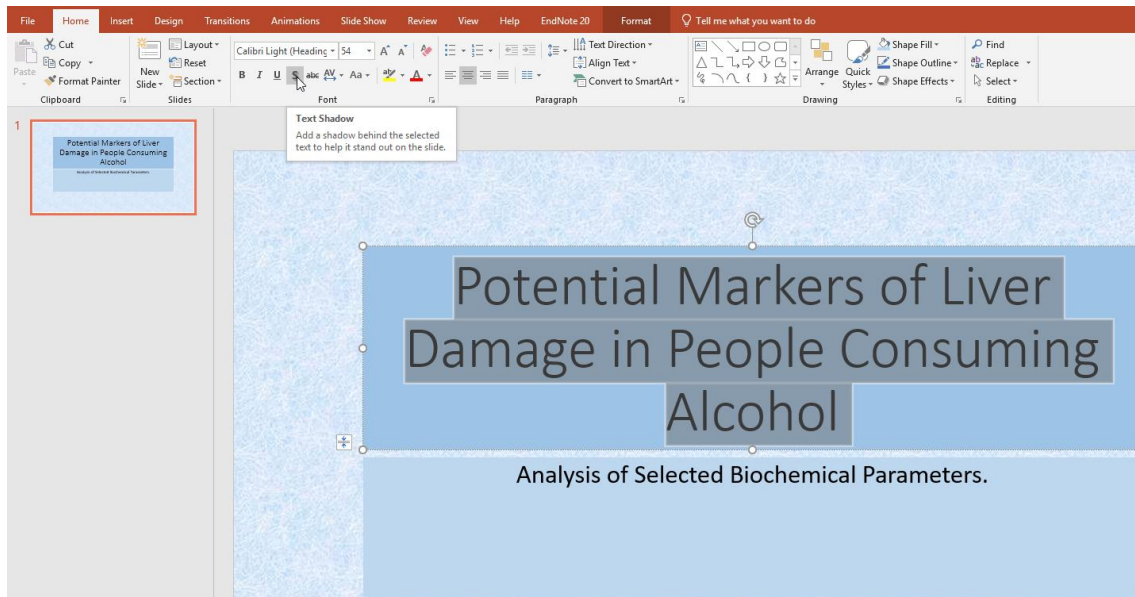 File Home Insert Design Transitions Animations Slide Show Review View Help EndNote 20 Format Tell me what you want to do
Paste
Cut
Copy
Format Painter
Clipboard
New
Slide
Layout
Reset
Section
Slides
Calibri Light (Headin 54
B I U S abc AV Aa A
Font
Text Direction
Align Text
Convert to SmartArt
Paragraph
Arrange
Quick
Styles
Shape Fill
Shape Outline
Shape Effects
Drawing
Find
Replace
Select
Editing
Text Shadow
Add a shadow behind the selected
text to help it stand out on the slide.
1
Potential Markers of Liver
Damage in People Consuming
Alcohol
Analysis of Selected Biochemical Parameters.
Potential Markers of Liver
Damage in People Consuming
Alcohol
Analysis of Selected Biochemical Parameters.